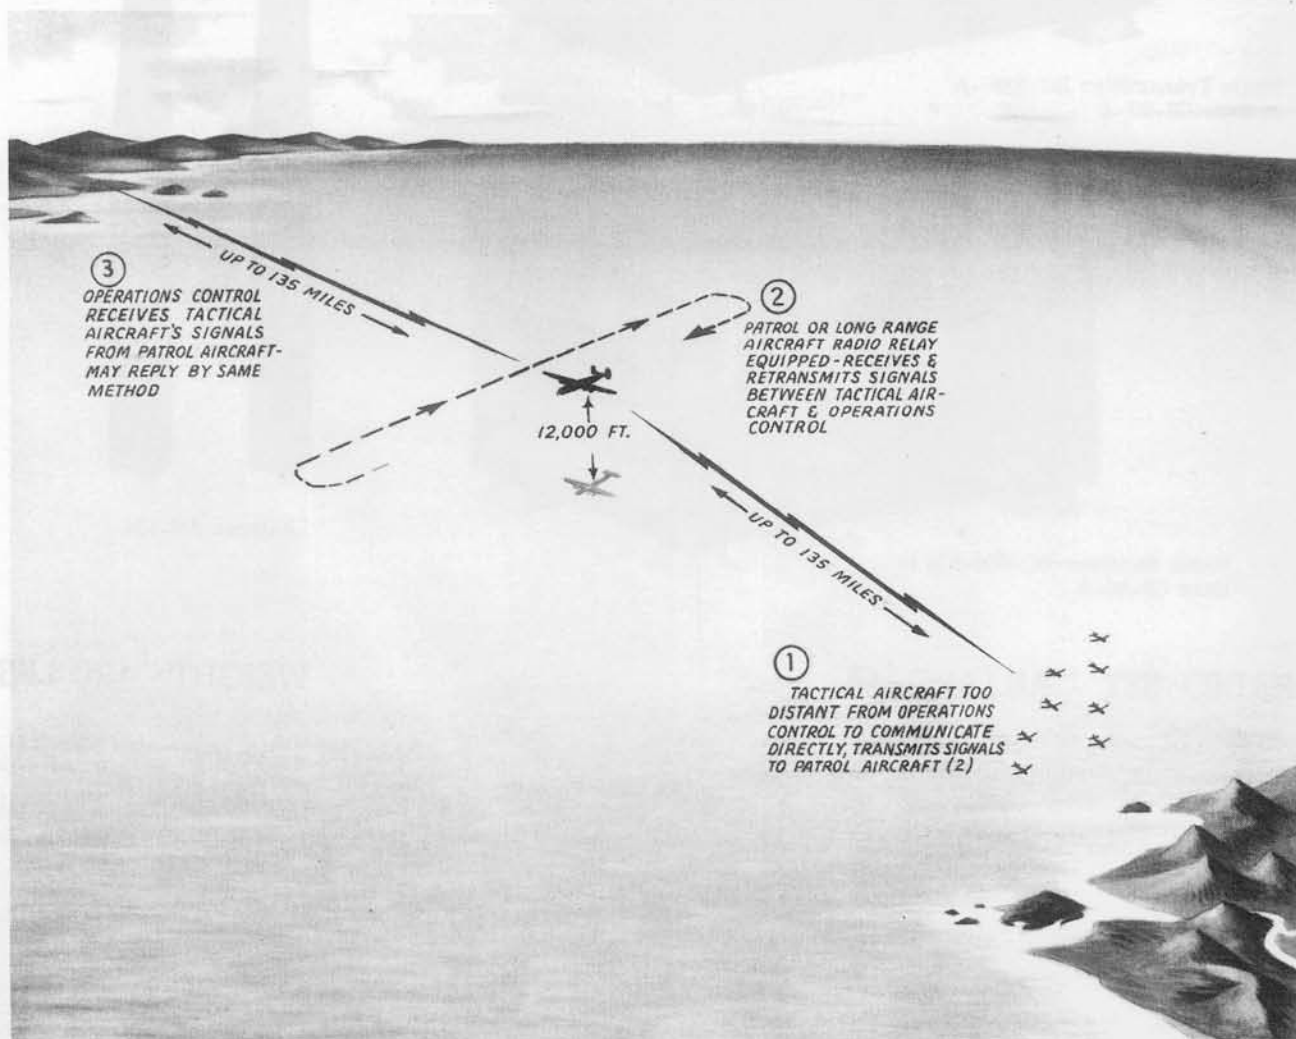 3
OPERATIONS CONTROL
RECEIVES TACTICAL
AIRCRAFT'S SIGNALS
FROM PATROL AIRCRAFT-
MAY REPLY BY SAME
METHOD
UP TO 135 MILES
2
PATROL OR LONG RANGE
AIRCRAFT RADIO RELAY
EQUIPPED-RECEIVES &
RETRANSMITS SIGNALS
BETWEEN TACTICAL AIR-
CRAFT & OPERATIONS
CONTROL
12,000 FT.
UP TO 135 MILES
1
TACTICAL AIRCRAFT TOO
DISTANT FROM OPERATIONS
CONTROL TO COMMUNICATE
DIRECTLY, TRANSMITS SIGNALS
TO PATROL AIRCRAFT (2)